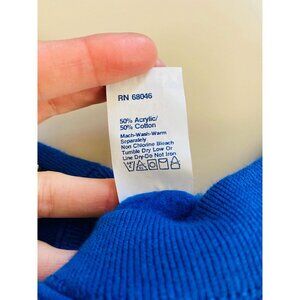 RN 68046
50% Acrylic/
50% Cotton
Mach-Wash-Warm
Separately
Non Chlorine Bleach
Tumble Dry Low Or
Line Dry-Do Not Iron